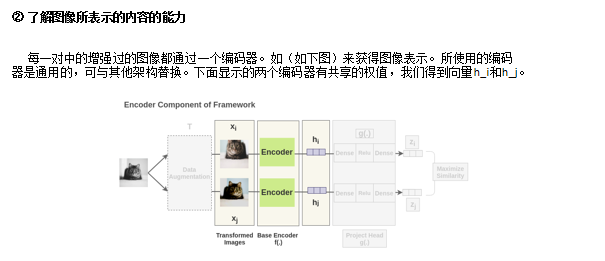 ② 了解图像所表示的内容的能力
每一对中的增强过的图像都通过一个编码器。如（如下图）来获得图像表示。所使用的编码
器是通用的，可与其他架构替换。下面显示的两个编码器有共享的权值，我们得到向量h_i和h_j。
Encoder Component of Framework
T
Data
Augmentation
xi
Encoder
hi
g(.)
Dense Relu Dense
zi
Maximize
Similarity
Encoder
Dense Relu Dense
xj
hj
zj
Transformed
Images
Base Encoder
f(.)
Project Head
g(.)